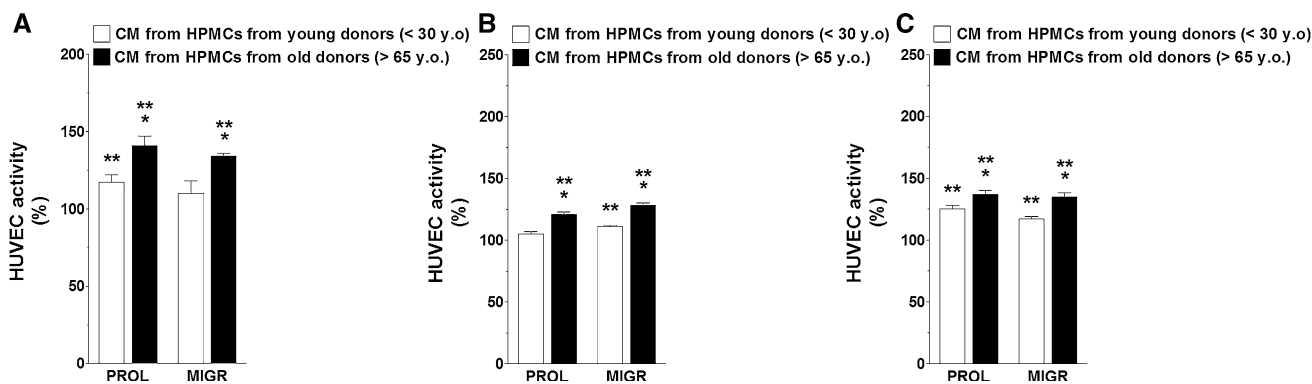 A
CM from HPMCs from young donors (< 30 y.o)
CM from HPMCs from old donors (> 65 y.o.)
HUVEC activity
(%)
200
150
100
50
0
**
**
*
**
*
PROL
MIGR
B
CM from HPMCs from young donors (< 30 y.o)
CM from HPMCs from old donors (> 65 y.o.)
HUVEC activity
(%)
250
200
150
100
50
0
**
*
**
**
*
PROL
MIGR
C
CM from HPMCs from young donors (< 30 y.o)
CM from HPMCs from old donors (> 65 y.o.)
HUVEC activity
(%)
250
200
150
100
50
0
**
**
*
**
**
*
PROL
MIGR